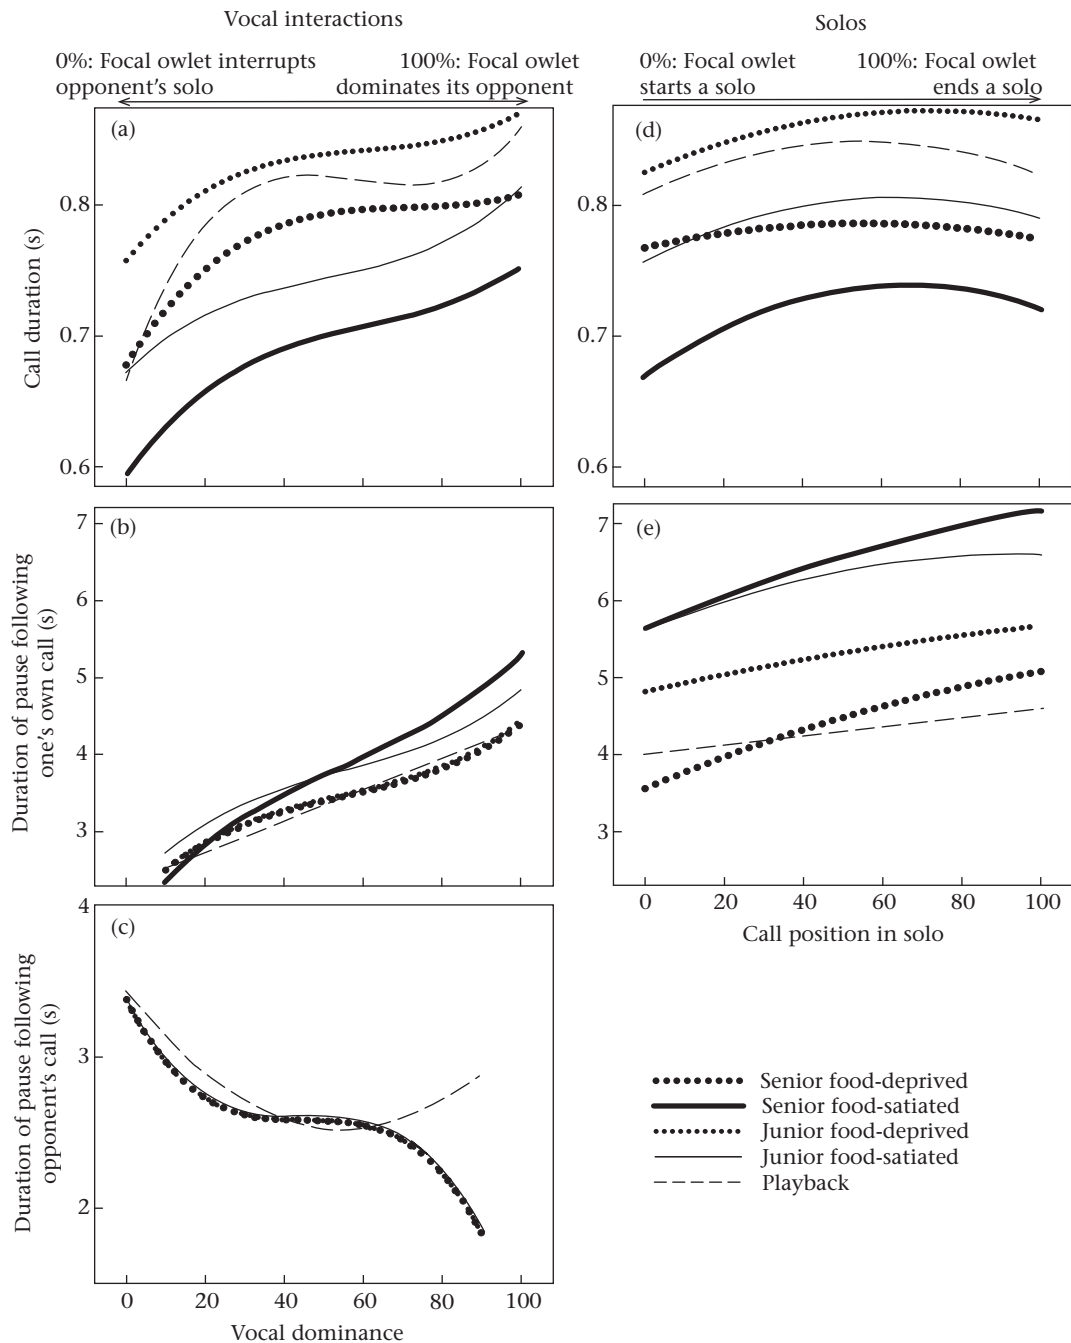 Vocal interactions
Solos
0%: Focal owlet interrupts
opponent's solo
100%: Focal owlet
dominates its opponent
0%: Focal owlet
starts a solo
100%: Focal owlet
ends a solo
(a)
Call duration (s)
0.8
0.7
0.6
(d)
0.8
0.7
0.6
(b)
Duration of pause following
one's own call (s)
7
6
5
4
3
(e)
7
6
5
4
3
0 20 40 60 80 100
Call position in solo
(c)
Duration of pause following
opponent's call (s)
4
3
2
0 20 40 60 80 100
Vocal dominance
Senior food-deprived
Senior food-satiated
Junior food-deprived
Junior food-satiated
Playback